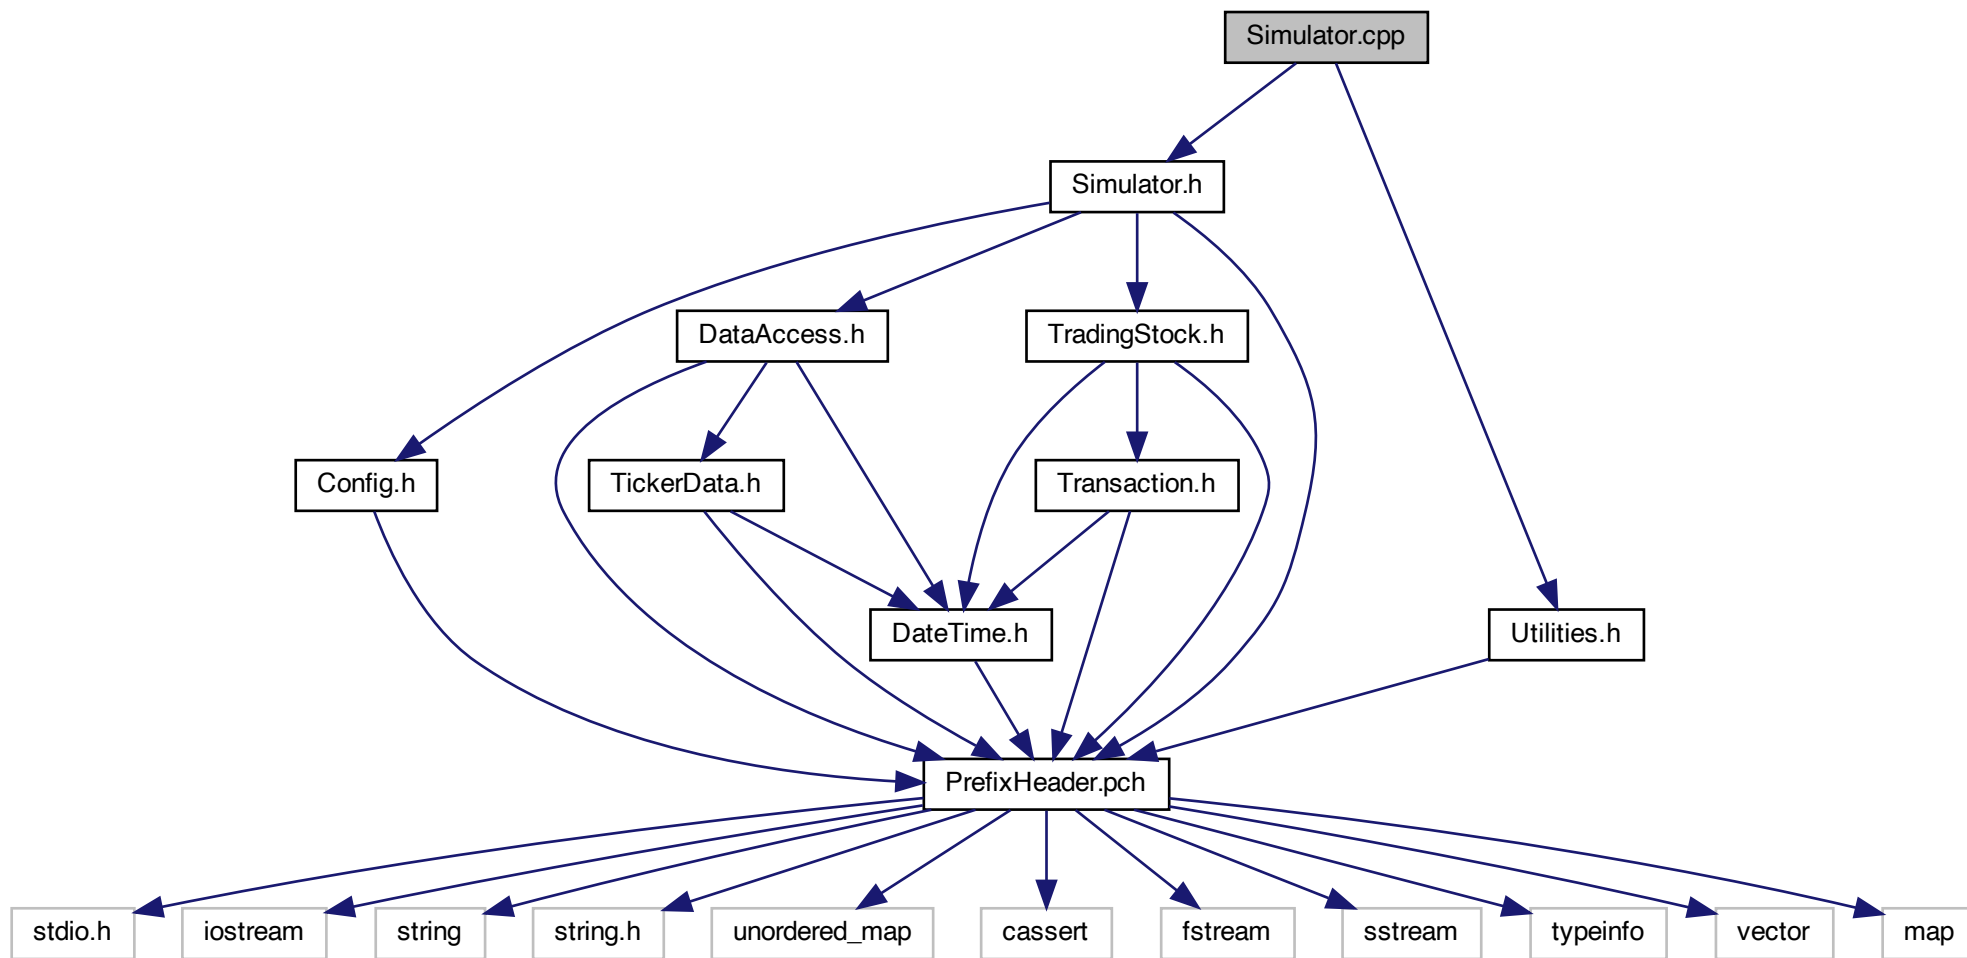 Simulator.cpp
Simulator.h
DataAccess.h
TradingStock.h
Config.h
TickerData.h
Transaction.h
DateTime.h
Utilities.h
PrefixHeader.pch
stdio.h
iostream
string
string.h
unordered_map
cassert
fstream
sstream
typeinfo
vector
map